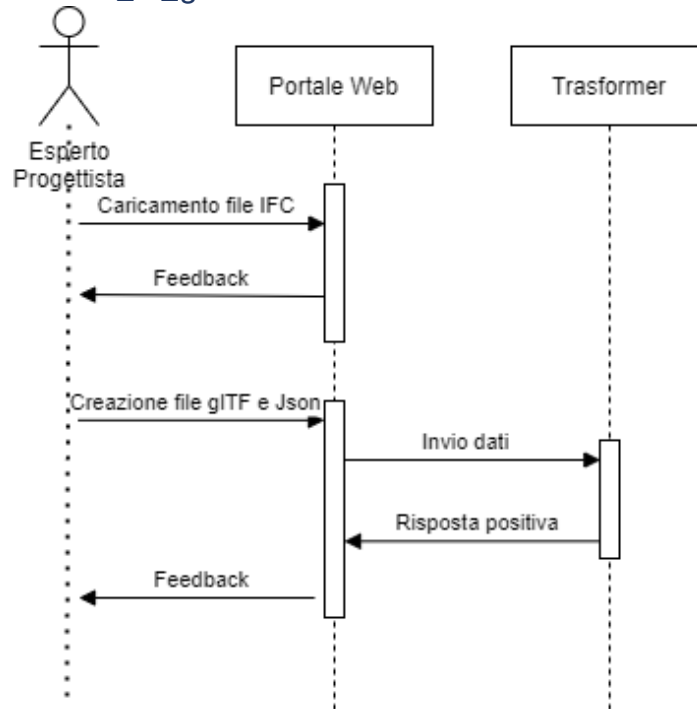 Portale Web
Trasformer
Esperto
Progettista
Caricamento file IFC
Feedback
Creazione file glTF e Json
Invio dati
Risposta positiva
Feedback